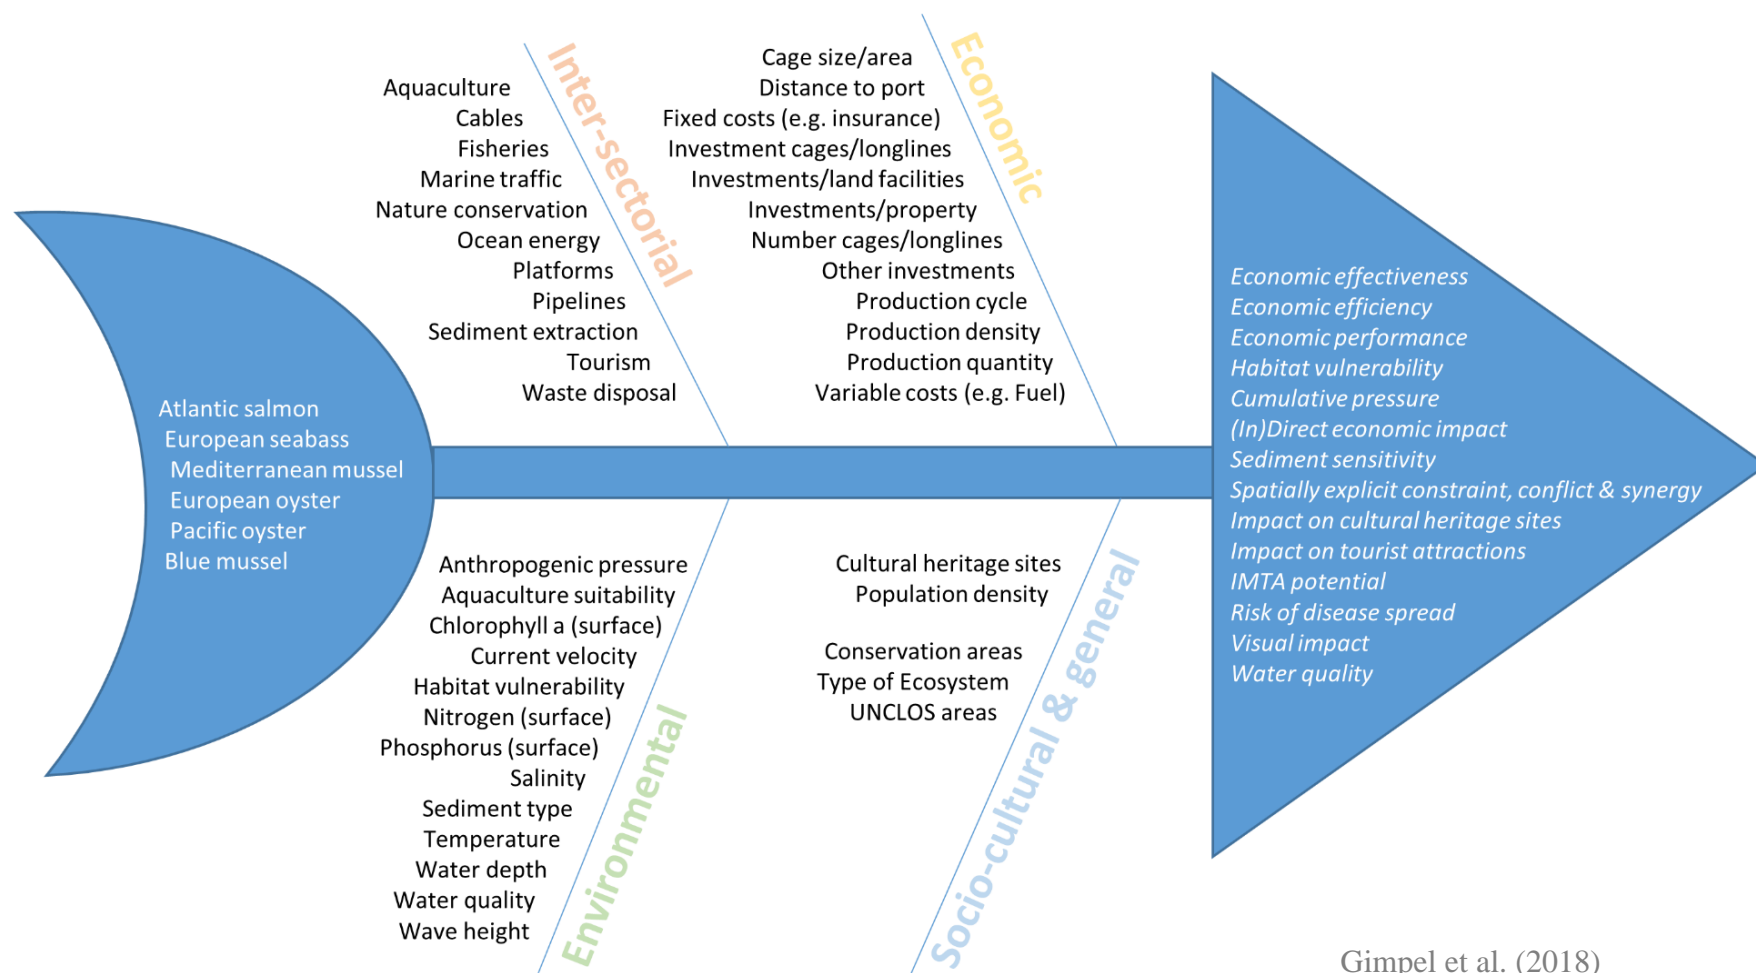 Inter-sectorial
Aquaculture
Cables
Fisheries
Marine traffic
Nature conservation
Ocean energy
Platforms
Pipelines
Sediment extraction
Tourism
Waste disposal
Economic
Cage size/area
Distance to port
Fixed costs (e.g. insurance)
Investment cages/longlines
Investments/land facilities
Investments/property
Number cages/longlines
Other investments
Production cycle
Production density
Production quantity
Variable costs (e.g. Fuel)
Atlantic salmon
European seabass
Mediterranean mussel
European oyster
Pacific oyster
Blue mussel
Environmental
Anthropogenic pressure
Aquaculture suitability
Chlorophyll a (surface)
Current velocity
Habitat vulnerability
Nitrogen (surface)
Phosphorus (surface)
Salinity
Sediment type
Temperature
Water depth
Water quality
Wave height
Socio-cultural & general
Cultural heritage sites
Population density
Conservation areas
Type of Ecosystem
UNCLOS areas
Economic effectiveness
Economic efficiency
Economic performance
Habitat vulnerability
Cumulative pressure
(In)Direct economic impact
Sediment sensitivity
Spatially explicit constraint, conflict & synergy
Impact on cultural heritage sites
Impact on tourist attractions
IMTA potential
Risk of disease spread
Visual impact
Water quality
Gimpel et al. (2018)